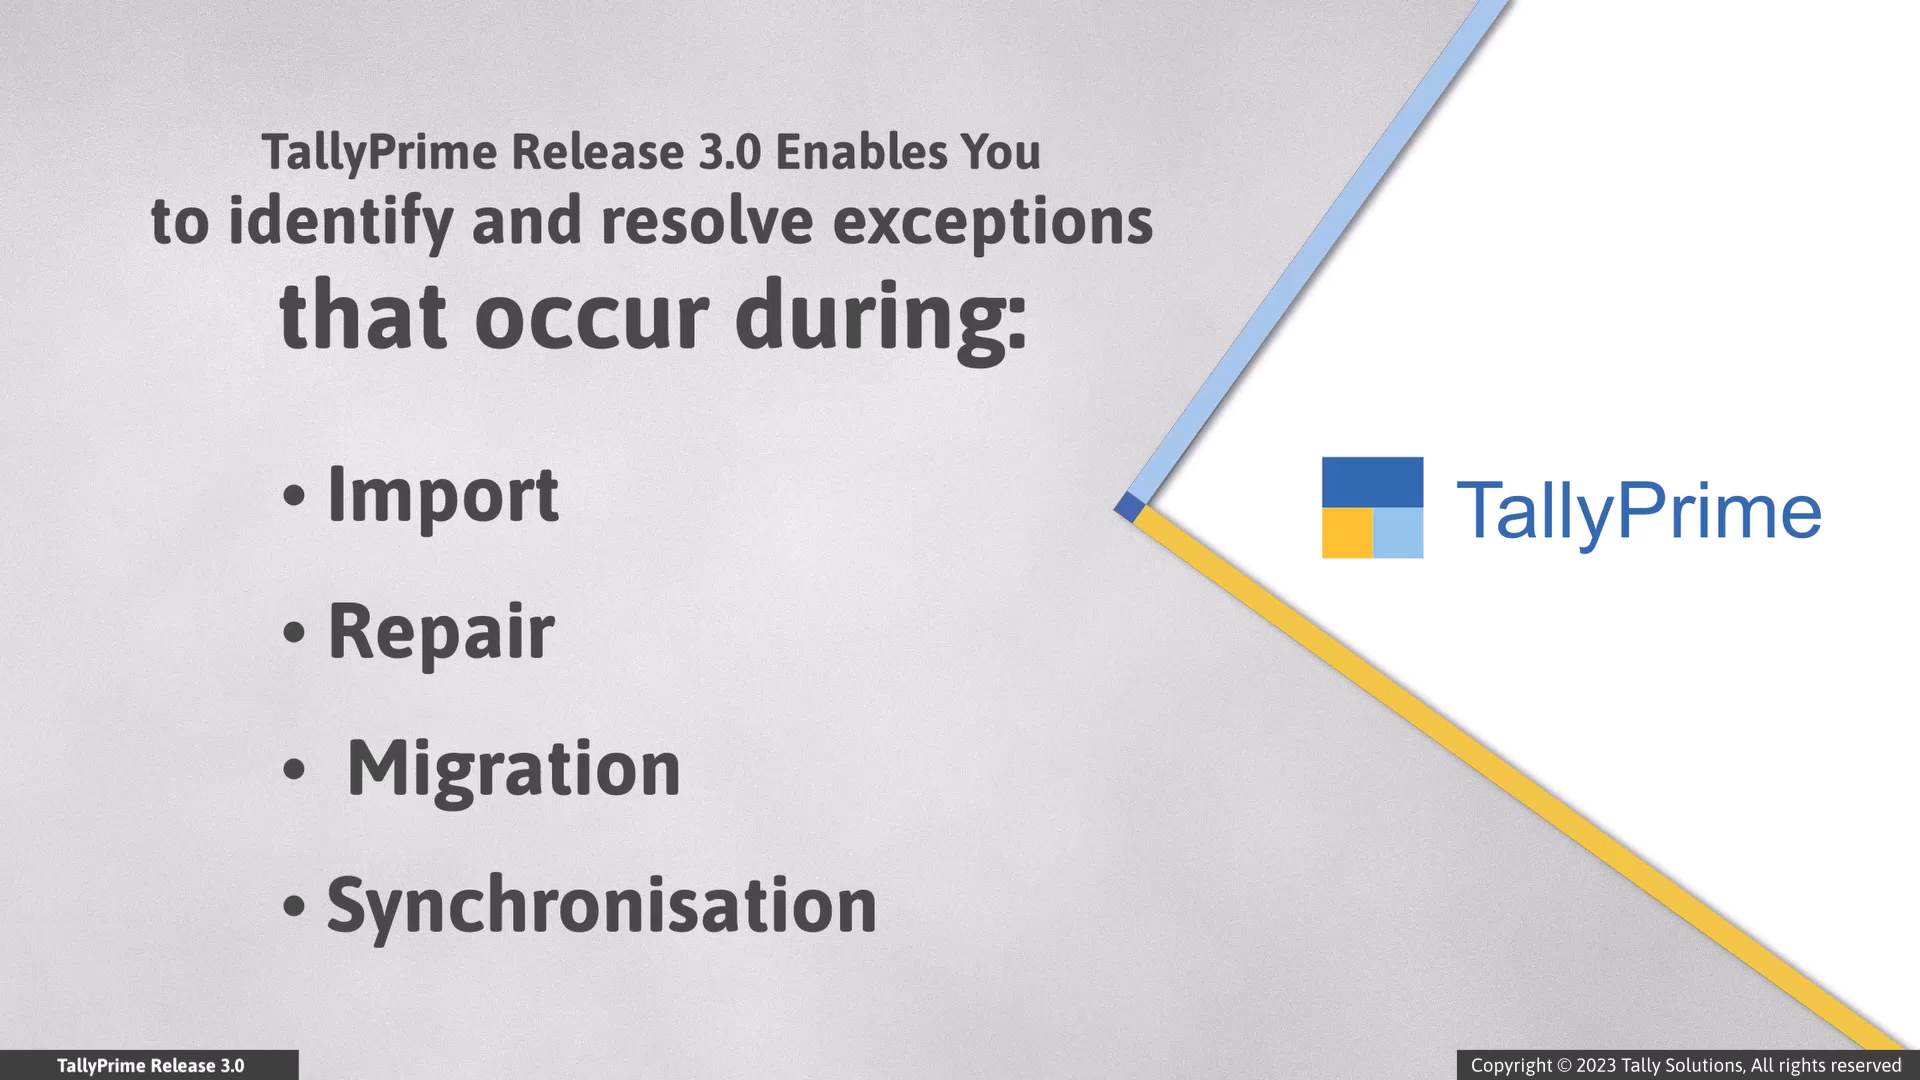 TallyPrime Release 3.0 Enables You
to identify and resolve exceptions
that occur during:
• Import
• Repair
• Migration
• Synchronisation
TallyPrime
TallyPrime Release 3.0
Copyright © 2023 Tally Solutions, All rights reserved